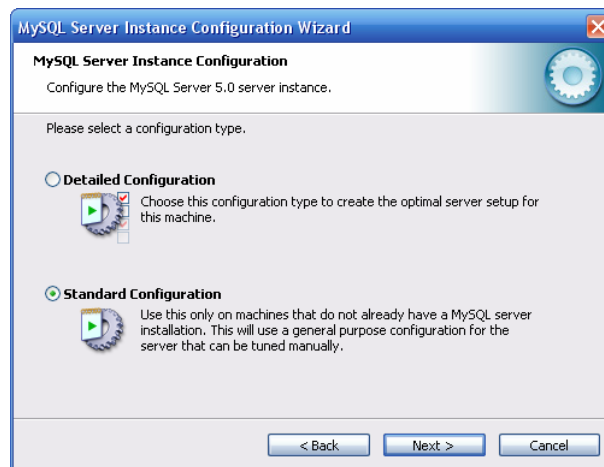 MySQL Server Instance Configuration Wizard
MySQL Server Instance Configuration
Configure the MySQL Server 5.0 server instance.
Please select a configuration type.
Detailed Configuration
Choose this configuration type to create the optimal server setup for
this machine.
Standard Configuration
Use this only on machines that do not already have a MySQL server
installation. This will use a general purpose configuration for the
server that can be tuned manually.
< Back Next > Cancel